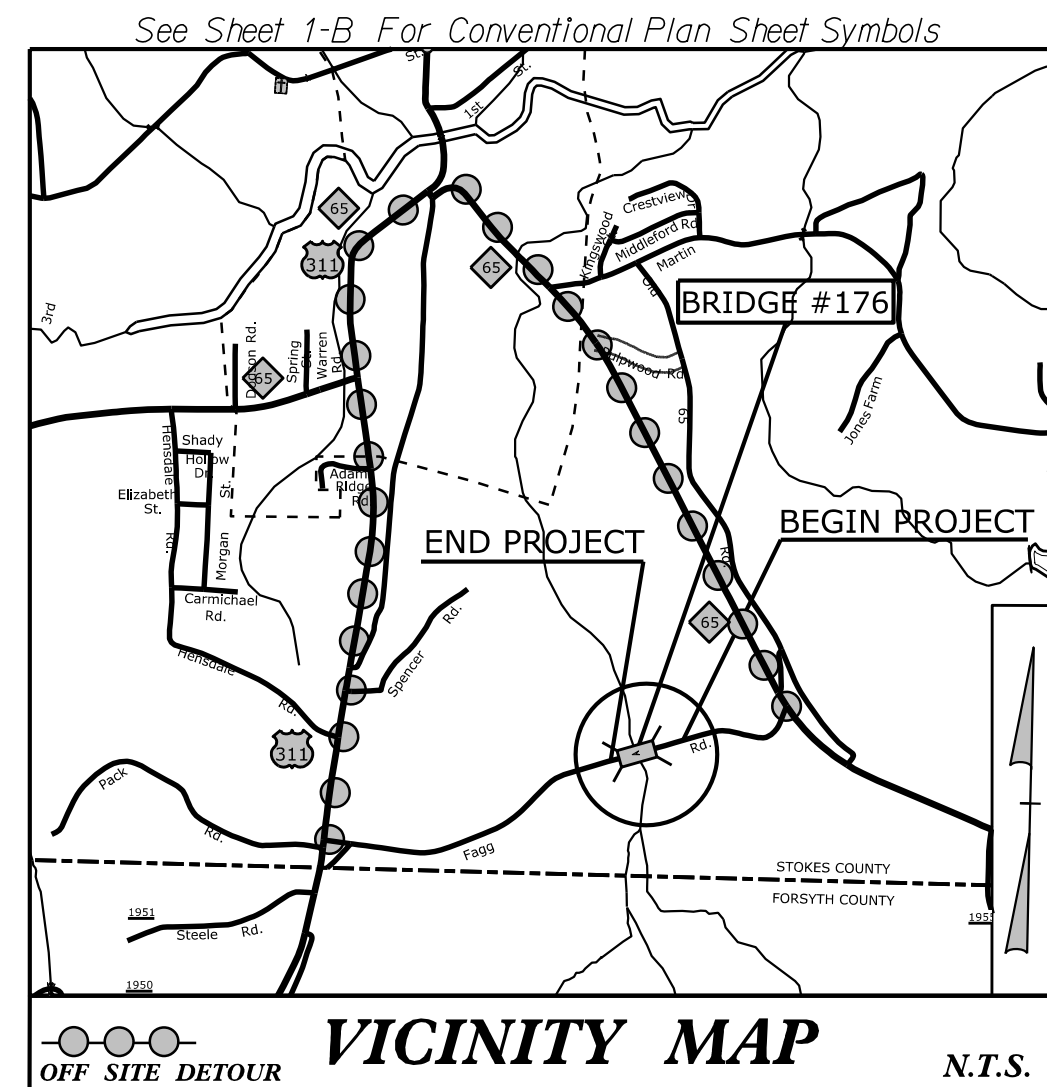 See Sheet 1-B For Conventional Plan Sheet Symbols
St.
St.
1st
65
311
65
Crestview
Dr
Kingswood
Middleford Rd
Martin
Old
BRIDGE #176
3rd
Spring
St.
Warren
Rd.
65
Pulpwood Rd
65
Jones Farm
Hensdale
Rd.
Shady
Hollow
Dr.
Elizabeth
St.
St.
Morgan
Adam
Ridge
Rd
END PROJECT
BEGIN PROJECT
Rd.
Carmichael
Rd.
Rd.
Spencer
65
Hensdale
Rd.
311
Rd.
Pack
Rd.
Fagg
STOKES COUNTY
FORSYTH COUNTY
1951
Steele Rd.
1955
1950
OFF SITE DETOUR
VICINITY MAP
N.T.S.